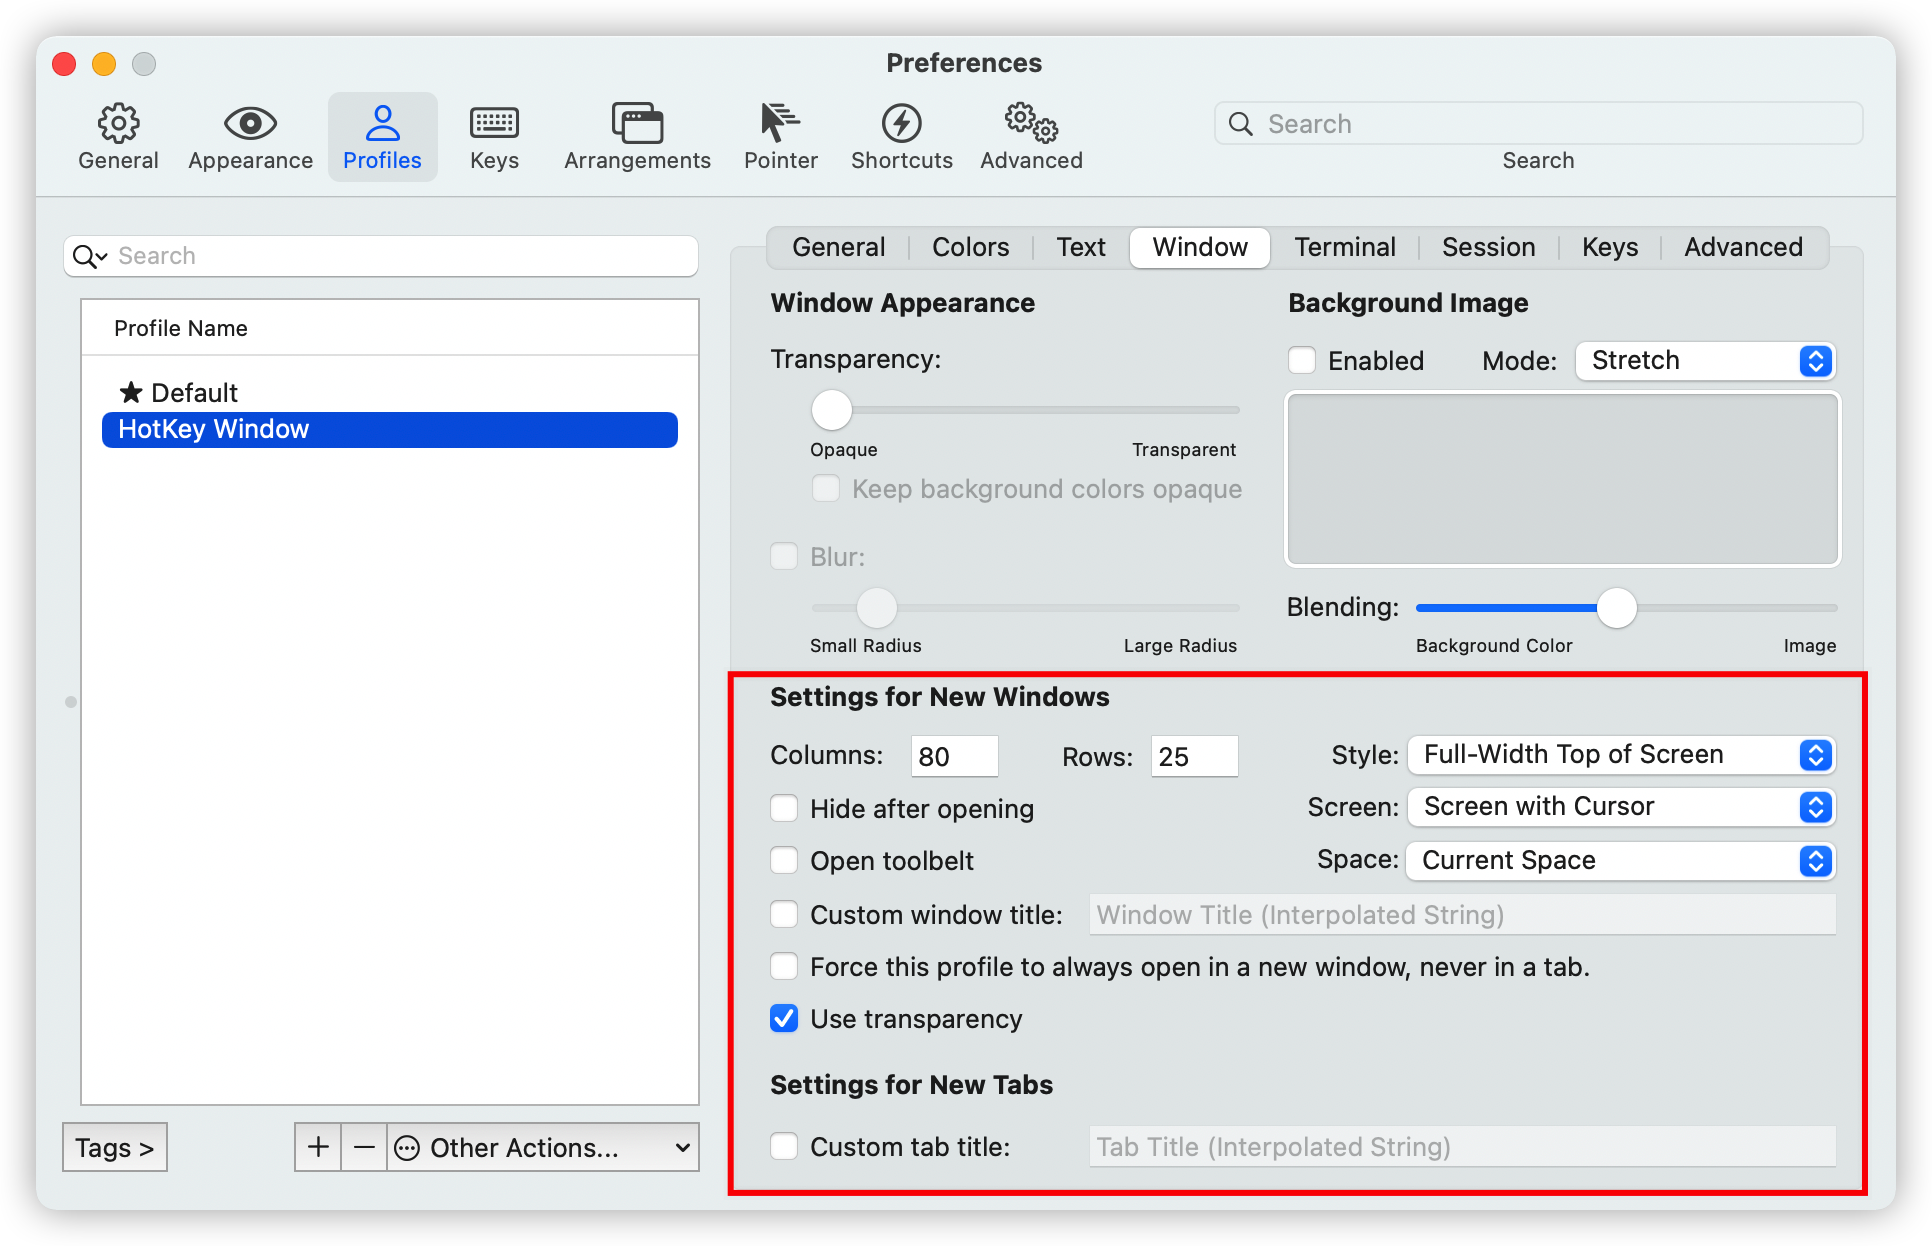 Preferences
General
Appearance
Profiles
Keys
Arrangements
Pointer
Shortcuts
Advanced
Search
Search
Search
Profile Name
★ Default
HotKey Window
Tags >
+
−
Other Actions...
General
Colors
Text
Window
Terminal
Session
Keys
Advanced
Window Appearance
Transparency:
Opaque
Transparent
Keep background colors opaque
Blur:
Small Radius
Large Radius
Background Image
Enabled
Mode: Stretch
Blending:
Background Color
Image
Settings for New Windows
Columns: 80
Rows: 25
Style: Full-Width Top of Screen
Hide after opening
Screen: Screen with Cursor
Open toolbelt
Space: Current Space
Custom window title: Window Title (Interpolated String)
Force this profile to always open in a new window, never in a tab.
Use transparency
Settings for New Tabs
Custom tab title: Tab Title (Interpolated String)